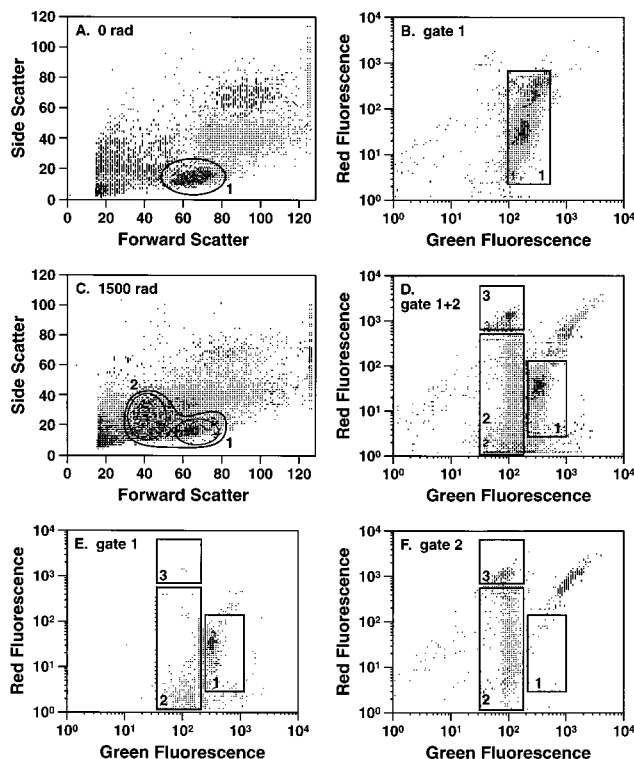 A. 0 rad
120
100
80
60
40
20
0
Side Scatter
0 20 40 60 80 100 120
Forward Scatter
1
B. gate 1
10⁴
10³
10²
10¹
10⁰
Red Fluorescence
10⁰ 10¹ 10² 10³ 10⁴
Green Fluorescence
1
C. 1500 rad
120
100
80
60
40
20
0
Side Scatter
0 20 40 60 80 100 120
Forward Scatter
2
1
D.
gate 1+2
10⁴
10³
10²
10¹
10⁰
Red Fluorescence
10⁰ 10¹ 10² 10³ 10⁴
Green Fluorescence
3
2
1
E. gate 1
10⁴
10³
10²
10¹
10⁰
Red Fluorescence
10⁰ 10¹ 10² 10³ 10⁴
Green Fluorescence
3
2
1
F. gate 2
10⁴
10³
10²
10¹
10⁰
Red Fluorescence
10⁰ 10¹ 10² 10³ 10⁴
Green Fluorescence
3
2
1